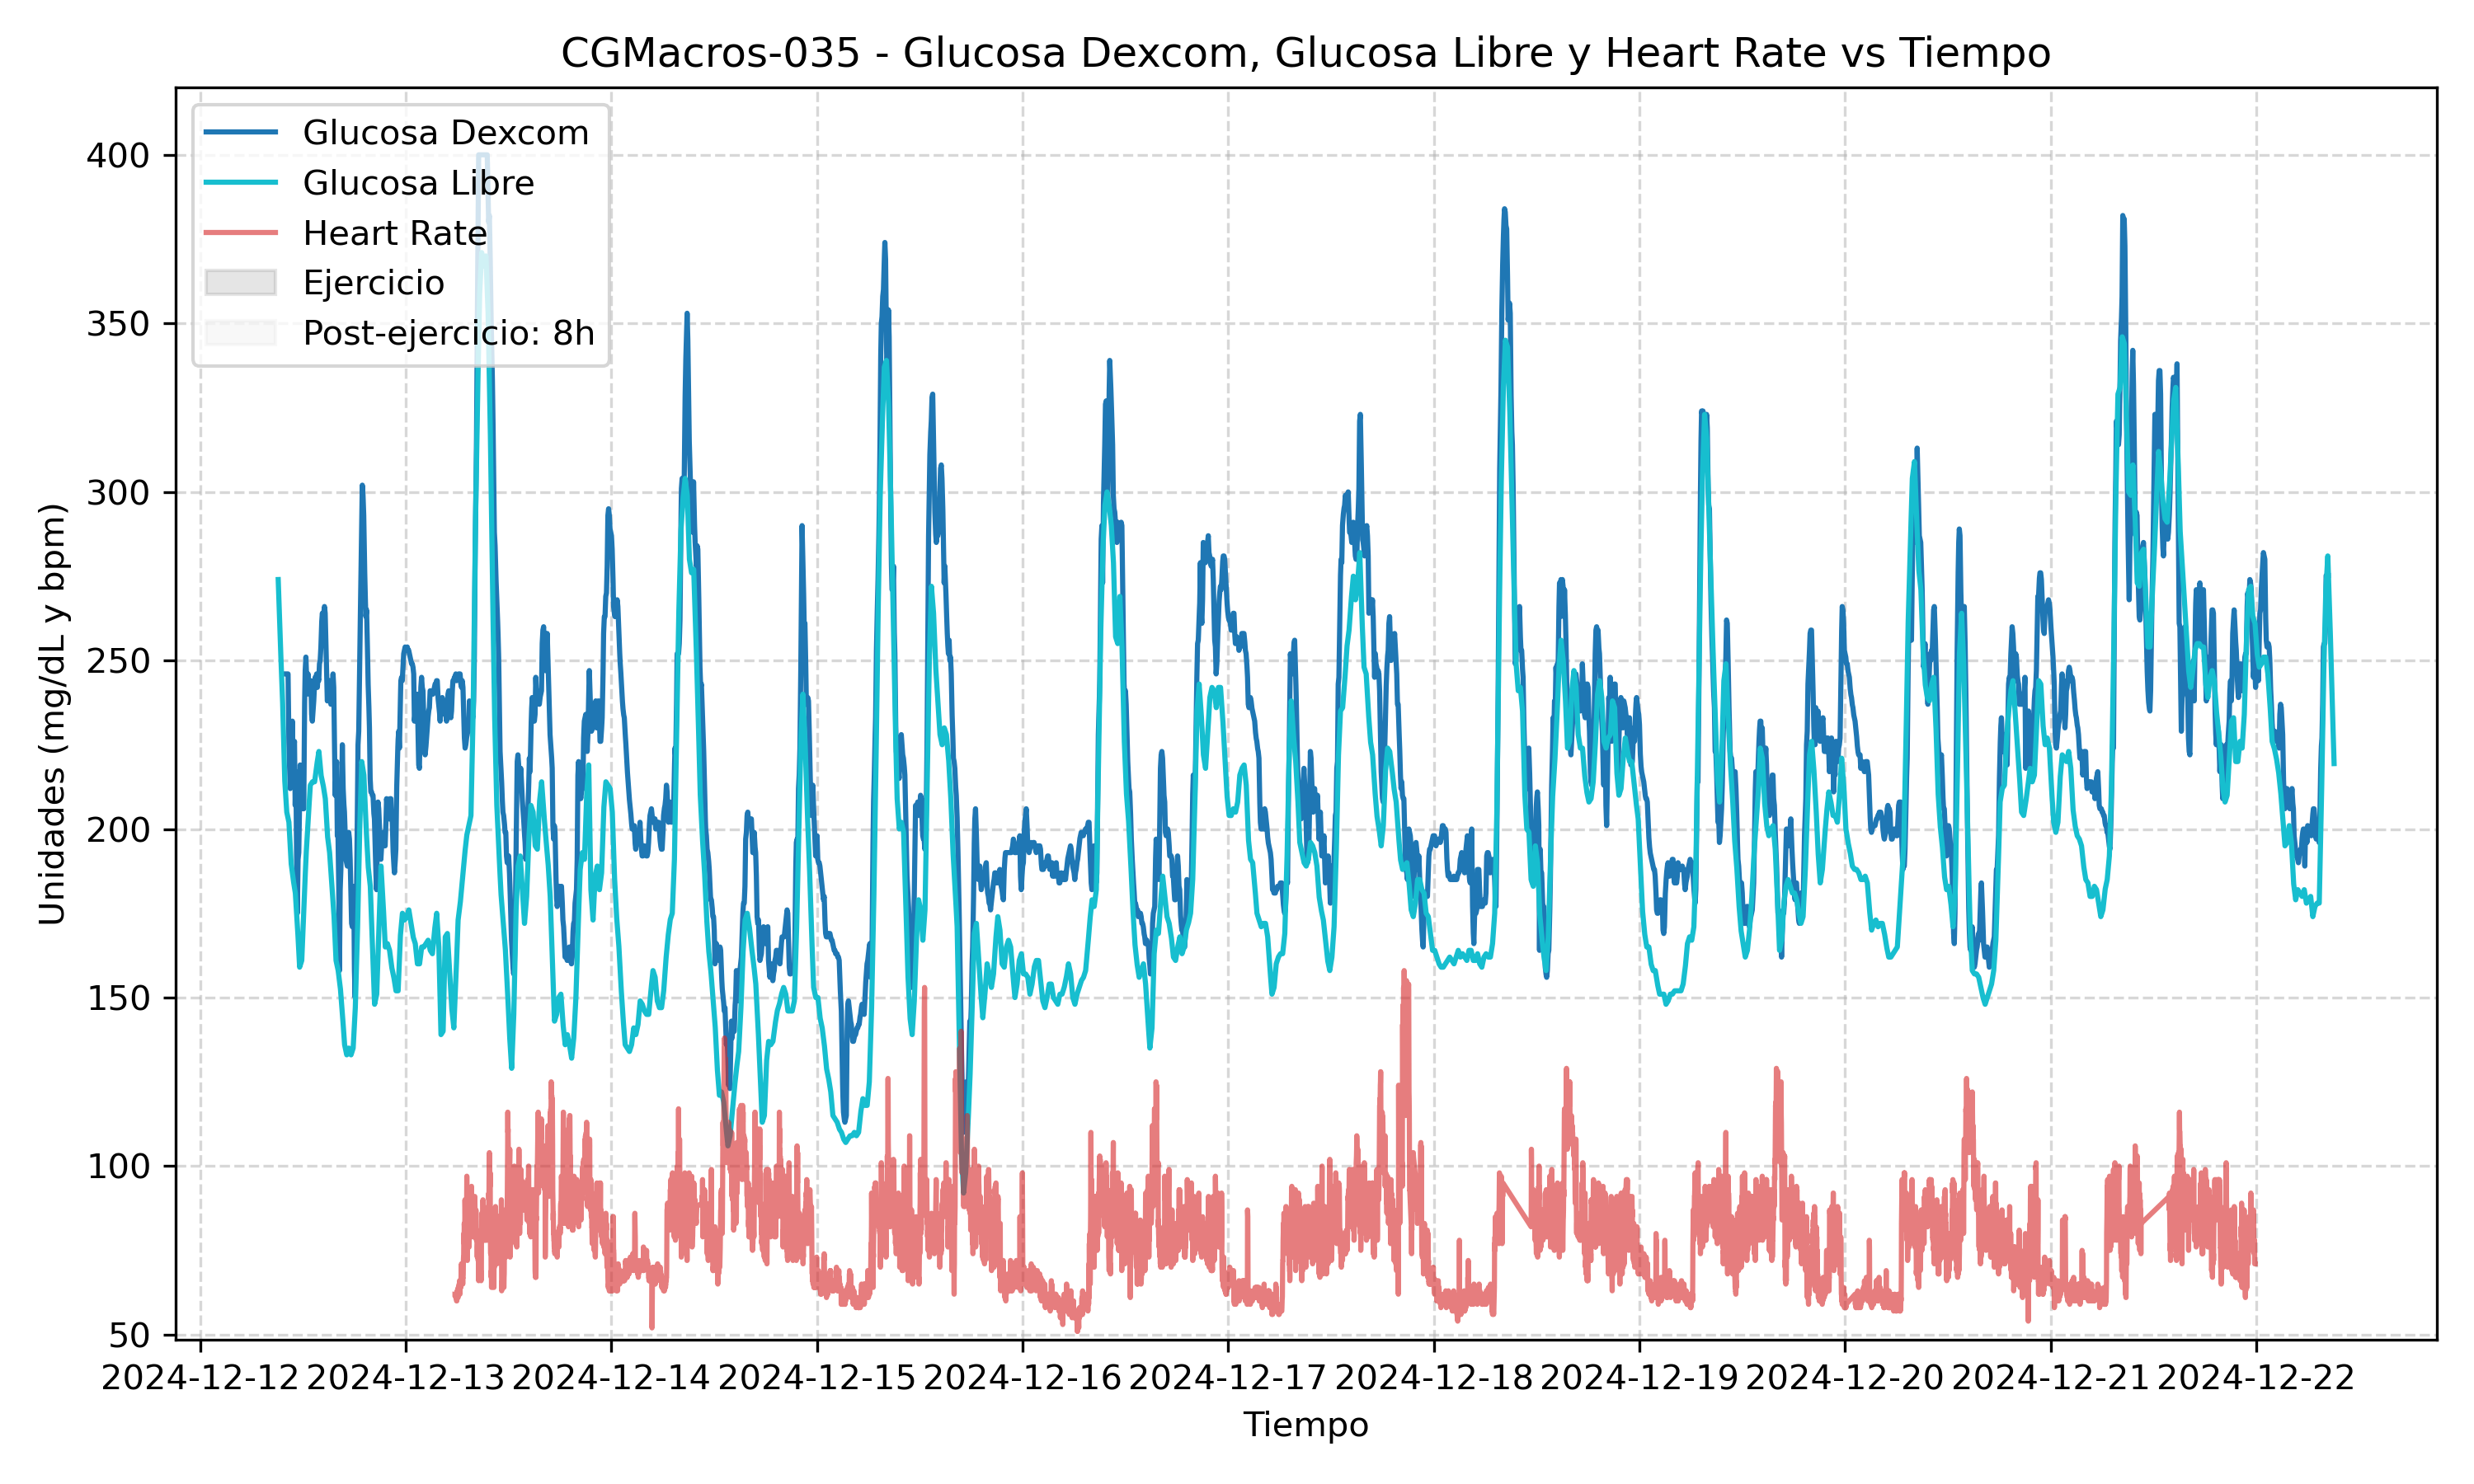 CGMacros-035 - Glucosa Dexcom, Glucosa Libre y Heart Rate vs Tiempo
Glucosa Dexcom
Glucosa Libre
Heart Rate
Ejercicio
Post-ejercicio: 8h
400
350
300
250
200
150
100
50
Unidades (mg/dL y bpm)
2024-12-12 2024-12-13 2024-12-14 2024-12-15 2024-12-16 2024-12-17 2024-12-18 2024-12-19 2024-12-20 2024-12-21 2024-12-22
Tiempo